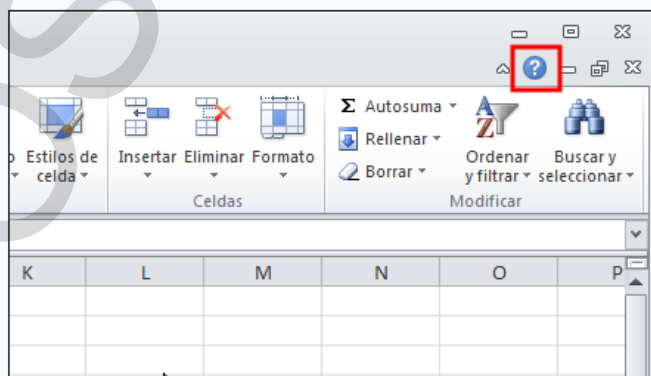 ?
Σ Autosuma
Rellenar
Borrar
Estilos de
celda
Insertar Eliminar Formato
Ordenar
y filtrar
Buscar y
seleccionar
Celdas
Modificar
K L M N O P